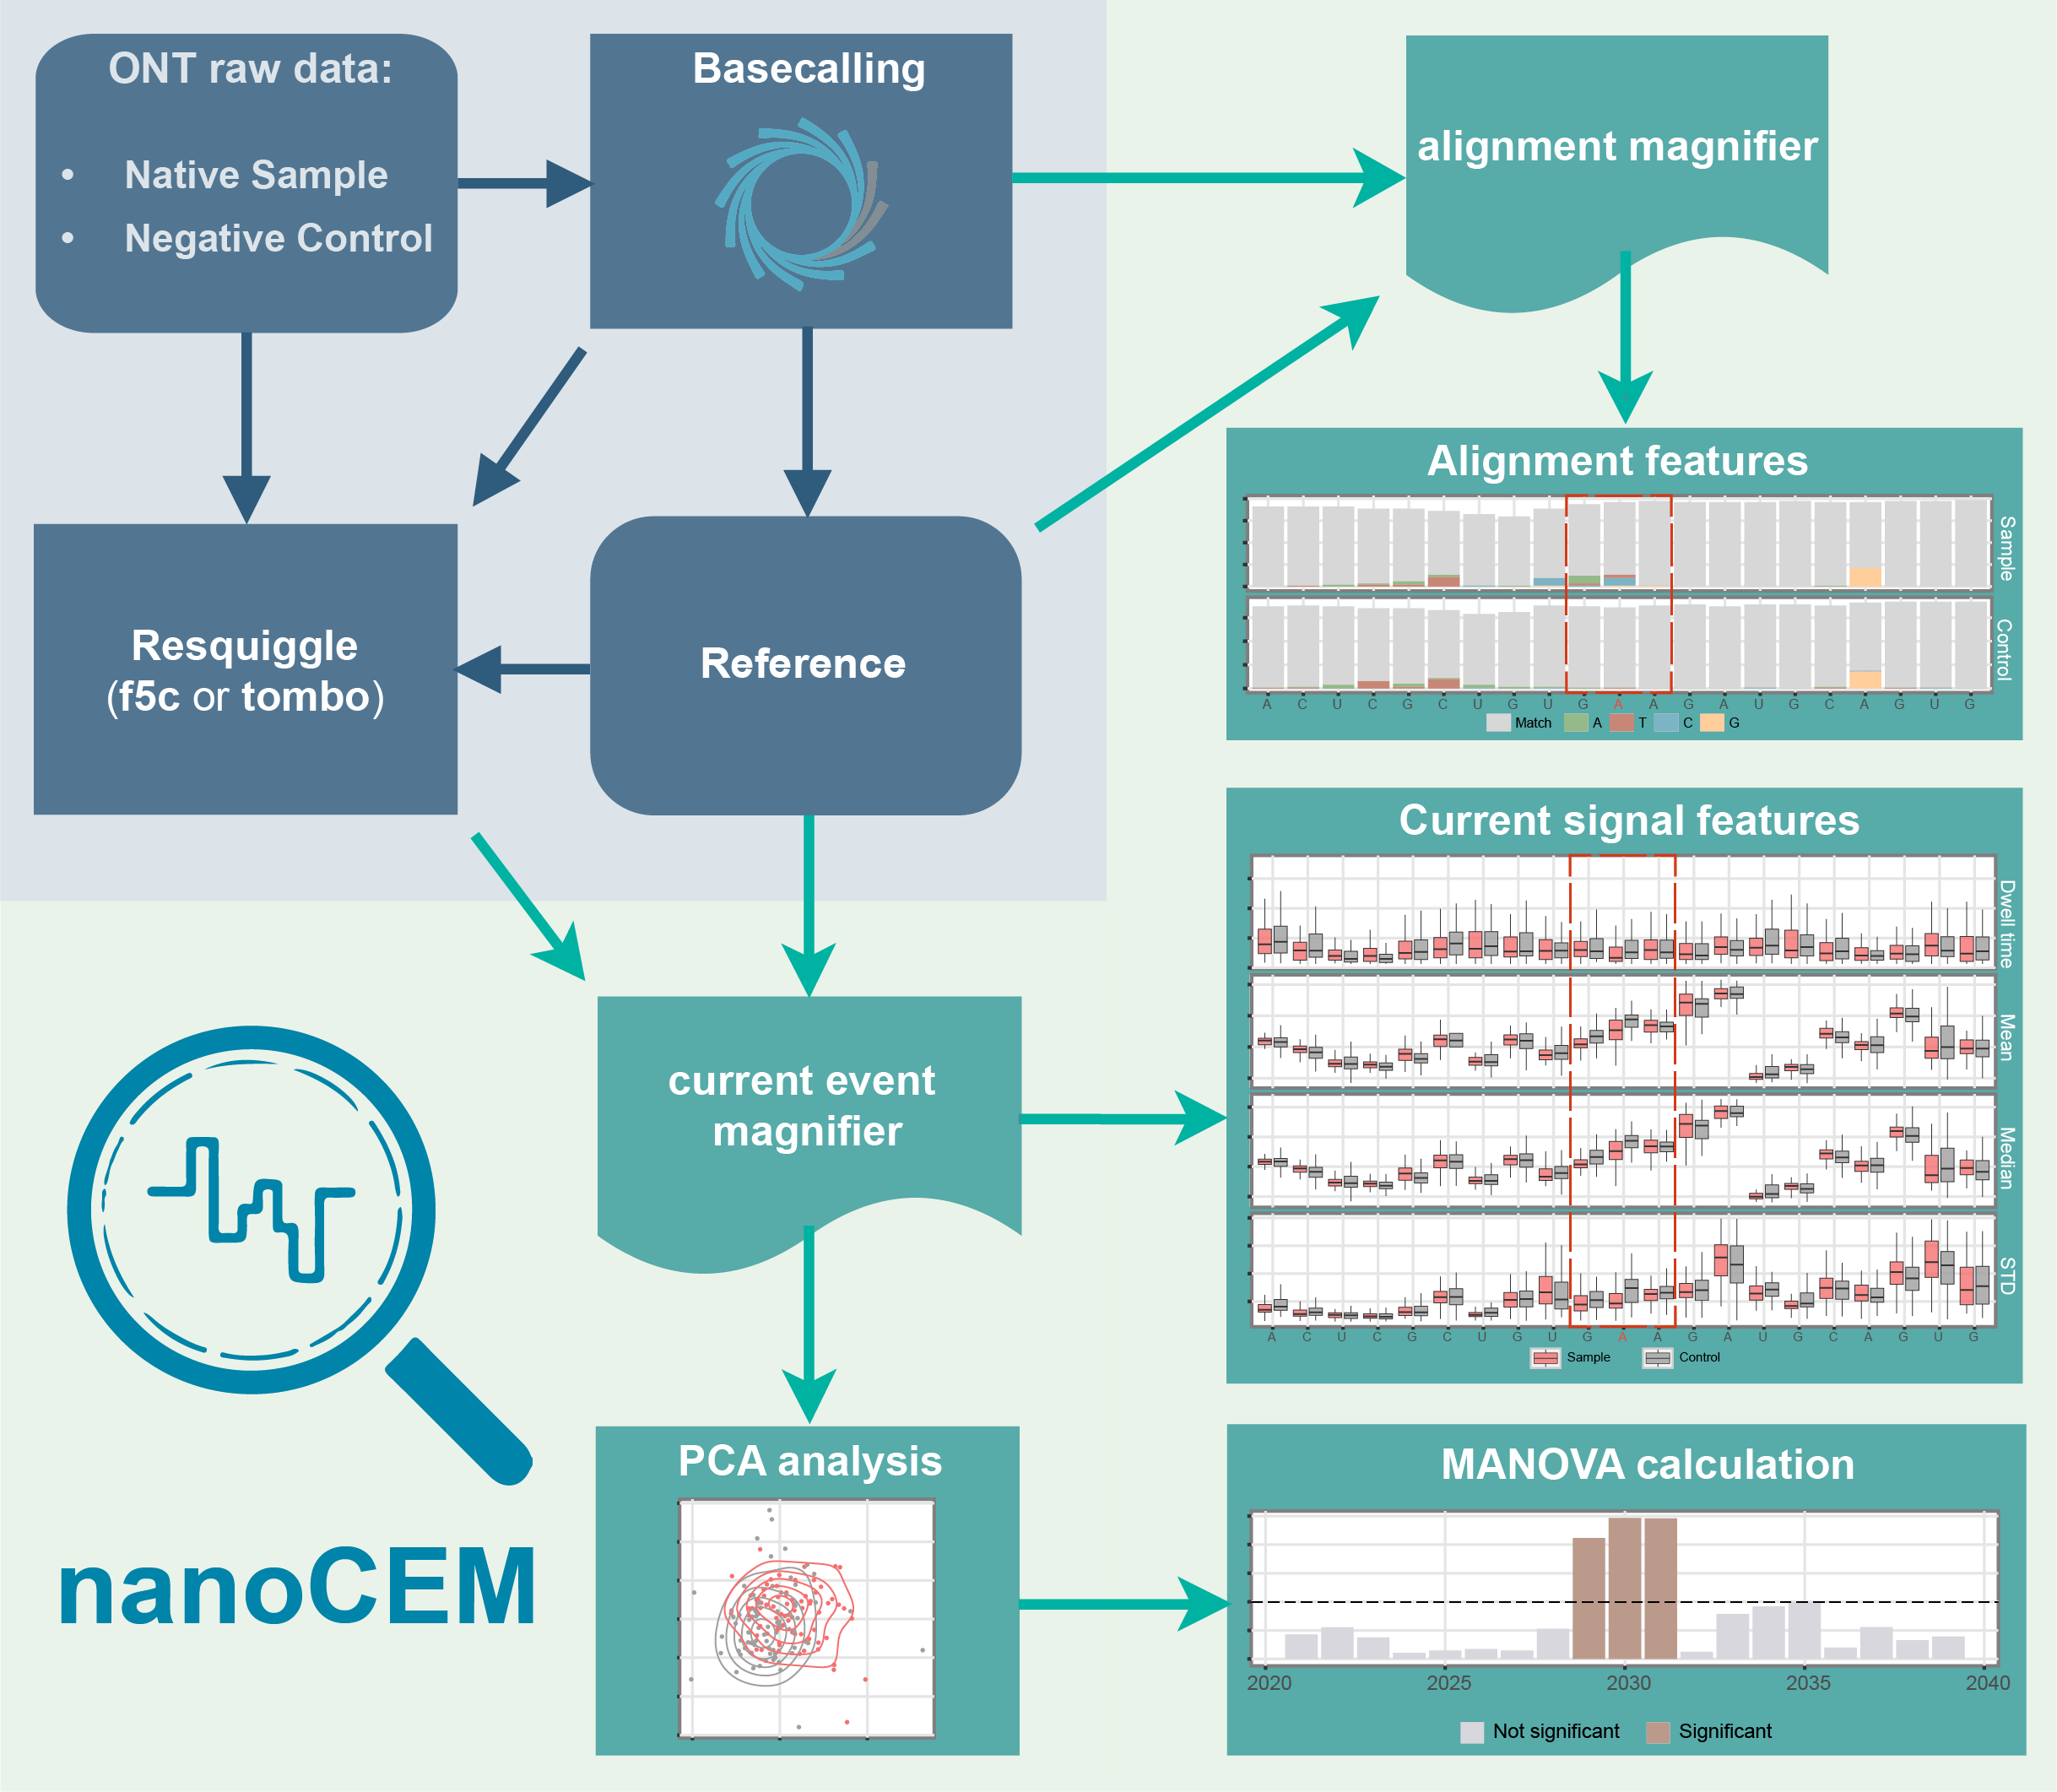 ONT raw data:
• Native Sample
• Negative Control
Basecalling
alignment magnifier
Resquiggle
(f5c or tombo)
Reference
Alignment features
Sample
Control
A C U C G C U G U G A A G A U G C A G U G
Match A T C G
Current signal features
Dwell time
Mean
Median
STD
A C U C G C U G U G A A G A U G C A G U G
Sample Control
current event
magnifier
PCA analysis
MANOVA calculation
2020 2025 2030 2035 2040
Not significant Significant
nanoCEM